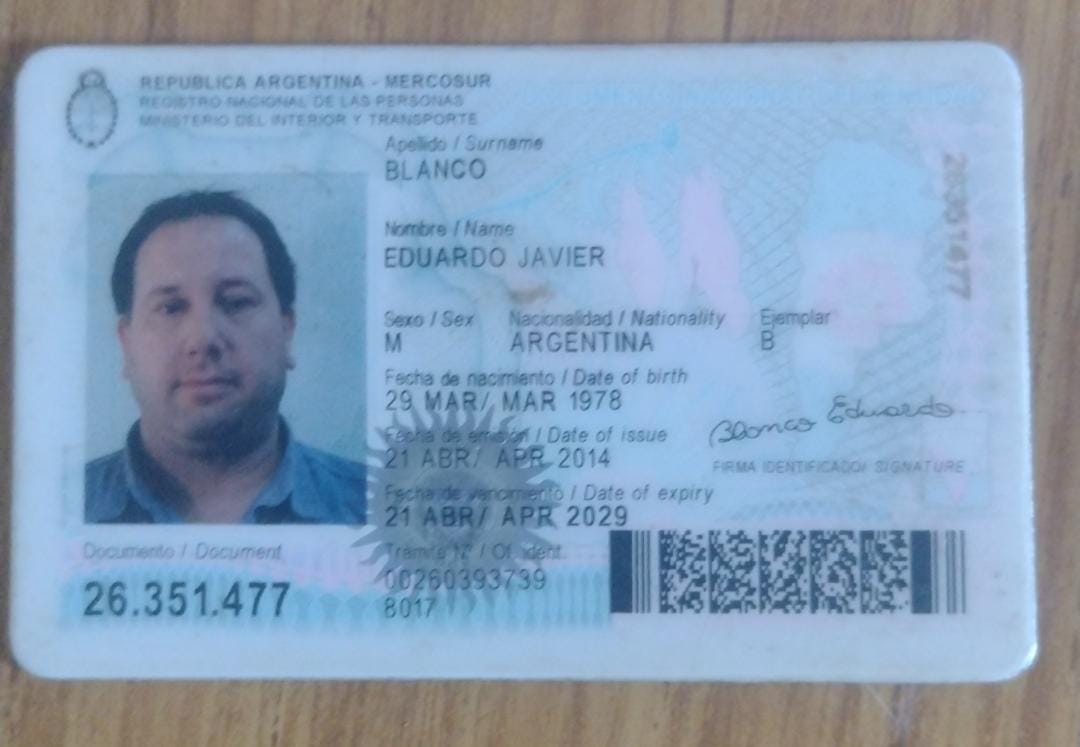 REPUBLICA ARGENTINA - MERCOSUR
REGISTRO NACIONAL DE LAS PERSONAS
MINISTERIO DEL INTERIOR Y TRANSPORTE
Apellido / Surname
BLANCO
Nombre / Name
EDUARDO JAVIER
Sexo / Sex Nacionalidad / Nationality Ejemplar
M ARGENTINA B
Fecha de nacimiento / Date of birth
29 MAR/ MAR 1978
Fecha de emisión / Date of issue
21 ABR/ APR 2014
Fecha de vencimiento / Date of expiry
21 ABR/ APR 2029
Blanco Eduardo
FIRMA IDENTIFICADO/ SIGNATURE
Documento / Document
26.351.477
Tramite Nº / Of. ident.
00260393739
8017
26351477